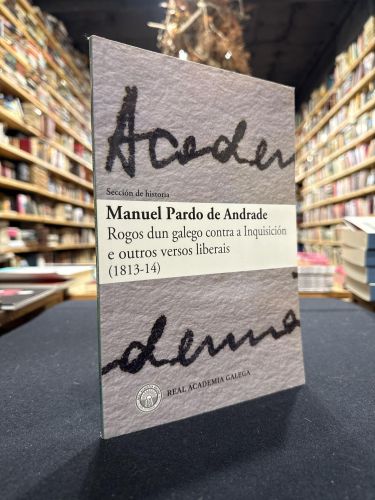 Academ
Sección de historia
Manuel Pardo de Andrade
Rogos dun galego contra a Inquisición
e outros versos liberais
(1813-14)
demia
REAL ACADEMIA GALEGA